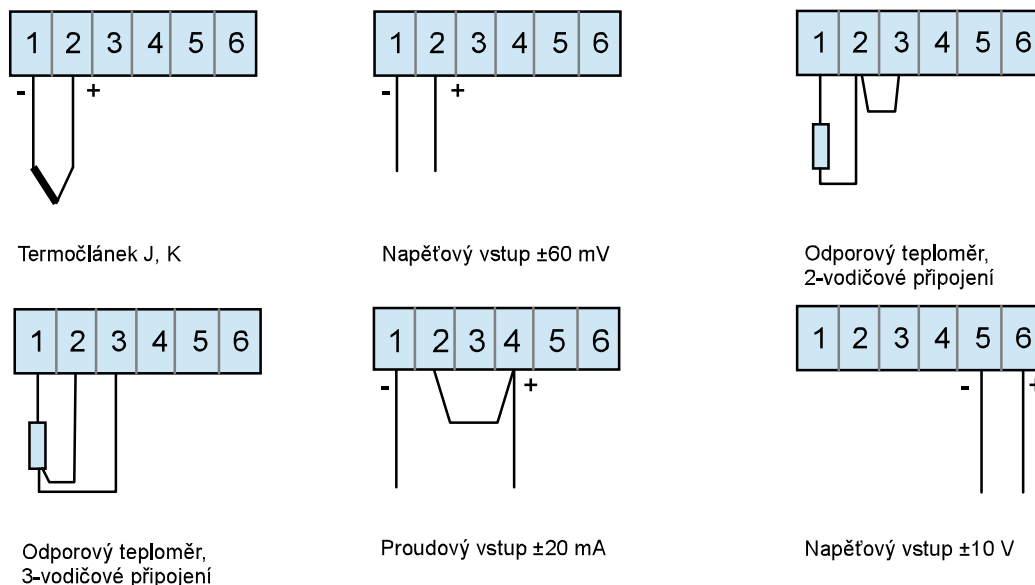 1 2 3 4 5 6
- +
Termočlánek J, K
1 2 3 4 5 6
- +
Napěťový vstup ±60 mV
1 2 3 4 5 6
Odporový teploměr,
2-vodičové připojení
1 2 3 4 5 6
Odporový teploměr,
3-vodičové připojení
1 2 3 4 5 6
- +
Proudový vstup ±20 mA
1 2 3 4 5 6
- +
Napěťový vstup ±10 V